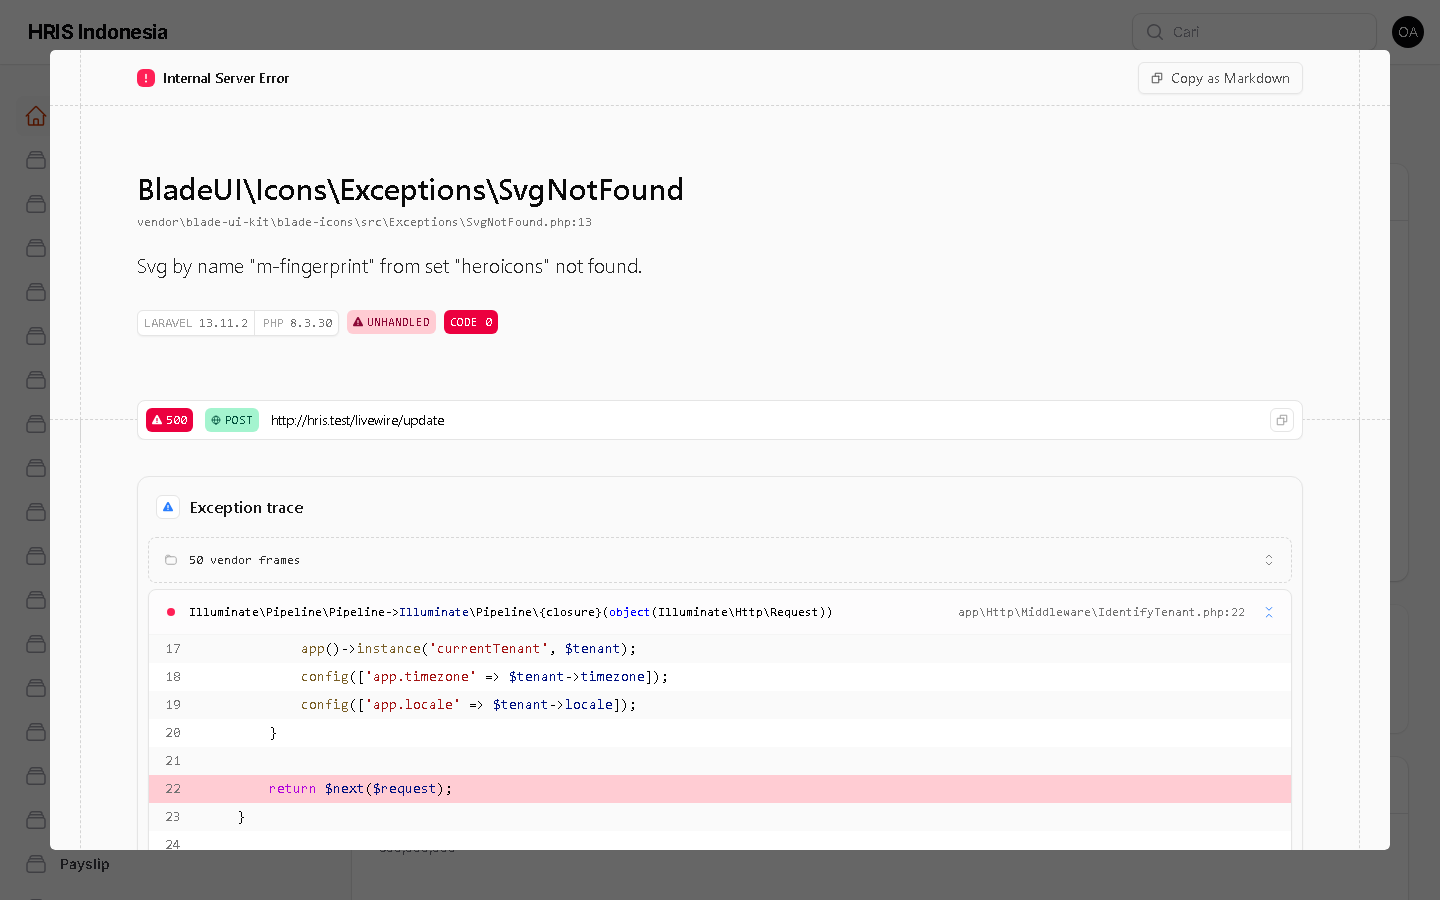 HRIS Indonesia
Cari
OA
Internal Server Error
Copy as Markdown
BladeUI\Icons\Exceptions\SvgNotFound
vendor\blade-ui-kit\blade-icons\src\Exceptions\SvgNotFound.php:13
Svg by name "m-fingerprint" from set "heroicons" not found.
LARAVEL 13.11.2 PHP 8.3.30 UNHANDLED CODE 0
500 POST http://hris.test/livewire/update
Exception trace
50 vendor frames
Illuminate\Pipeline\Pipeline->Illuminate\Pipeline\{closure}(object(Illuminate\Http\Request)) app\Http\Middleware\IdentifyTenant.php:22
17 app()->instance('currentTenant', $tenant);
18 config(['app.timezone' => $tenant->timezone]);
19 config(['app.locale' => $tenant->locale]);
20 }
21
22 return $next($request);
23 }
24
Payslip